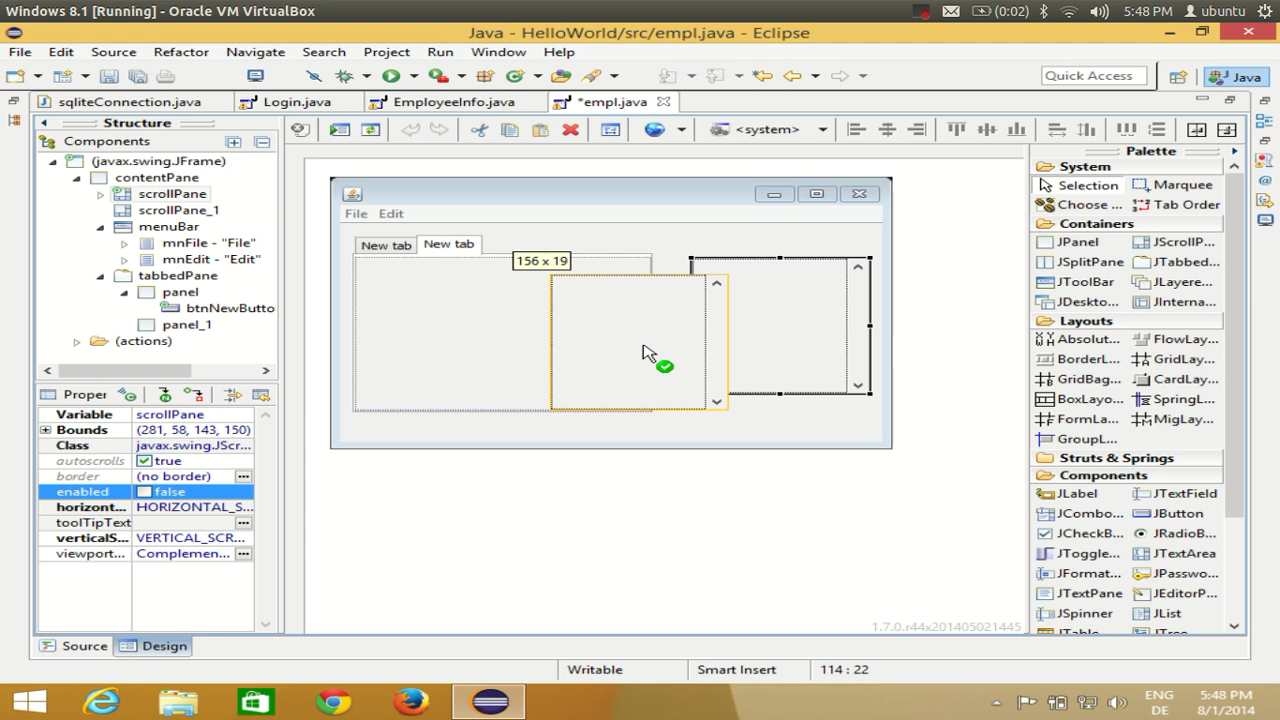 Windows 8.1 [Running] - Oracle VM VirtualBox
(0:02) 5:48 PM ubuntu
Java - HelloWorld/src/empl.java - Eclipse
File Edit Source Refactor Navigate Search Project Run Window Help
Quick Access Java
sqliteConnection.java Login.java EmployeeInfo.java *empl.java
Structure
Components
(javax.swing.JFrame)
contentPane
scrollPane
scrollPane_1
menuBar
mnFile - "File"
mnEdit - "Edit"
tabbedPane
panel
btnNewButto
panel_1
(actions)
Proper
Variable scrollPane
Bounds (281, 58, 143, 150)
Class javax.swing.JScr...
autoscrolls true
border (no border)
enabled false
horizont... HORIZONTAL_S...
toolTipText
verticalS... VERTICAL_SCR...
viewport... Complemen...
Source Design
<system>
File Edit
New tab New tab
156 x 19
1.7.0.r44x201405021445
Palette
System
Selection Marquee
Choose ... Tab Order
Containers
JPanel JScrollP...
JSplitPane JTabbed...
JToolBar JLayere...
JDeskto... JInterna...
Layouts
Absolut... FlowLay...
BorderL... GridLay...
GridBag... CardLay...
BoxLayo... SpringL...
FormLa... MigLay...
GroupL...
Struts & Springs
Components
JLabel JTextField
JCombo... JButton
JCheckB... JRadioB...
JToggle... JTextArea
JFormat... JPasswo...
JTextPane JEditorP...
JSpinner JList
JTable JTree
Writable Smart Insert 114 : 22
ENG 5:48 PM
DE 8/1/2014